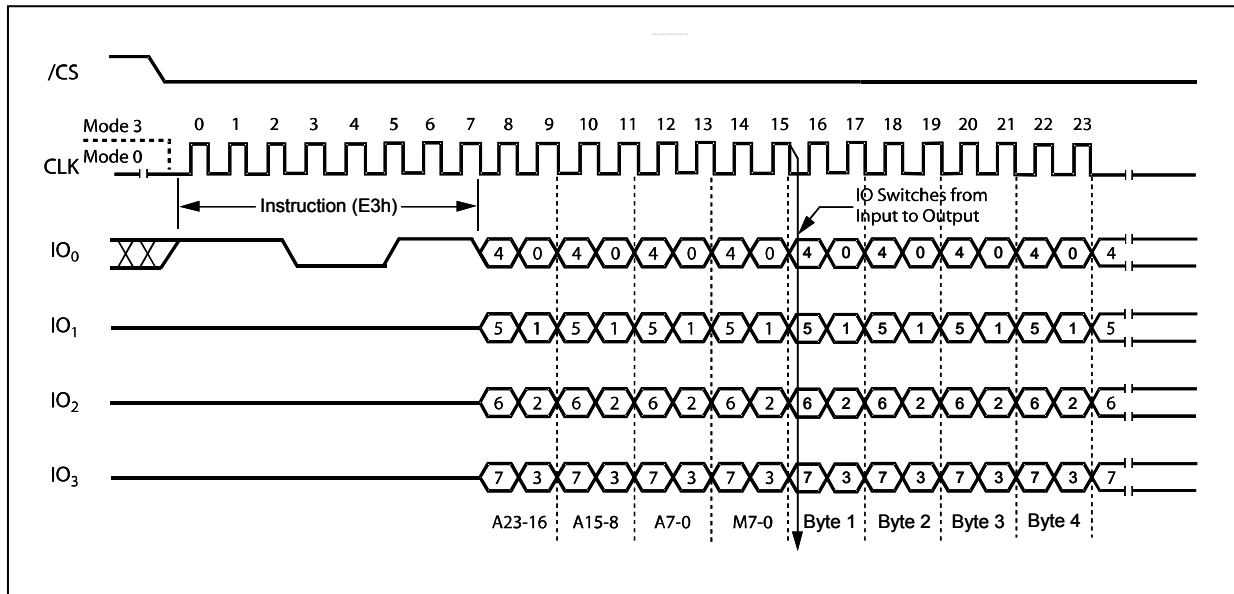 /CS
Mode 3
0 1 2 3 4 5 6 7 8 9 10 11 12 13 14 15 16 17 18 19 20 21 22 23
CLK
Mode 0
Instruction (E3h)
IO Switches from
Input to Output
IO0
4 0 4 0 4 0 4 0 4 0 4 0 4 0 4 0 4
IO1
5 1 5 1 5 1 5 1 5 1 5 1 5 1 5 1 5
IO2
6 2 6 2 6 2 6 2 6 2 6 2 6 2 6 2 6
IO3
7 3 7 3 7 3 7 3 7 3 7 3 7 3 7 3 7
A23-16 A15-8 A7-0 M7-0 Byte 1 Byte 2 Byte 3 Byte 4